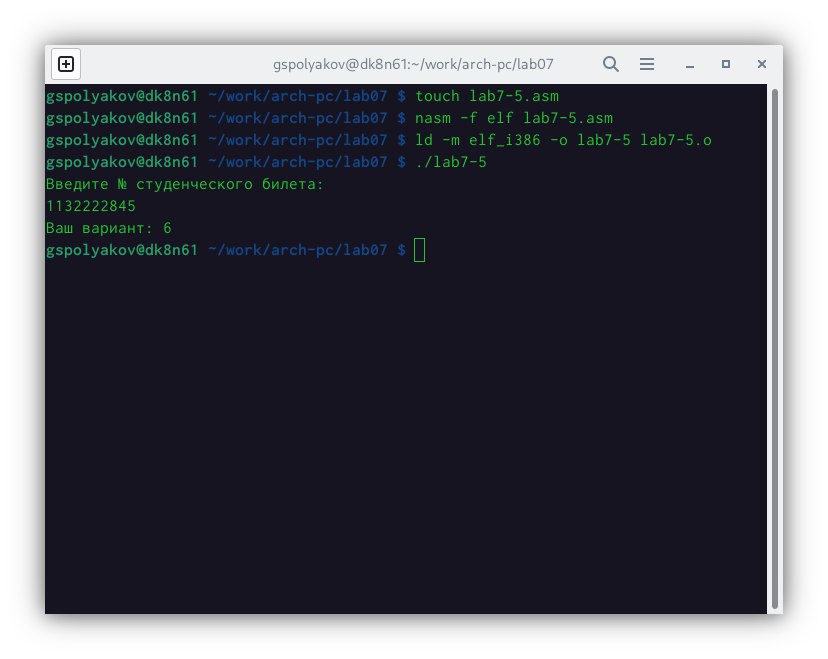 gspolyakov@dk8n61:~/work/arch-pc/lab07
gspolyakov@dk8n61 ~/work/arch-pc/lab07 $ touch lab7-5.asm
gspolyakov@dk8n61 ~/work/arch-pc/lab07 $ nasm -f elf lab7-5.asm
gspolyakov@dk8n61 ~/work/arch-pc/lab07 $ ld -m elf_i386 -o lab7-5 lab7-5.o
gspolyakov@dk8n61 ~/work/arch-pc/lab07 $ ./lab7-5
Введите № студенческого билета:
1132222845
Ваш вариант: 6
gspolyakov@dk8n61 ~/work/arch-pc/lab07 $